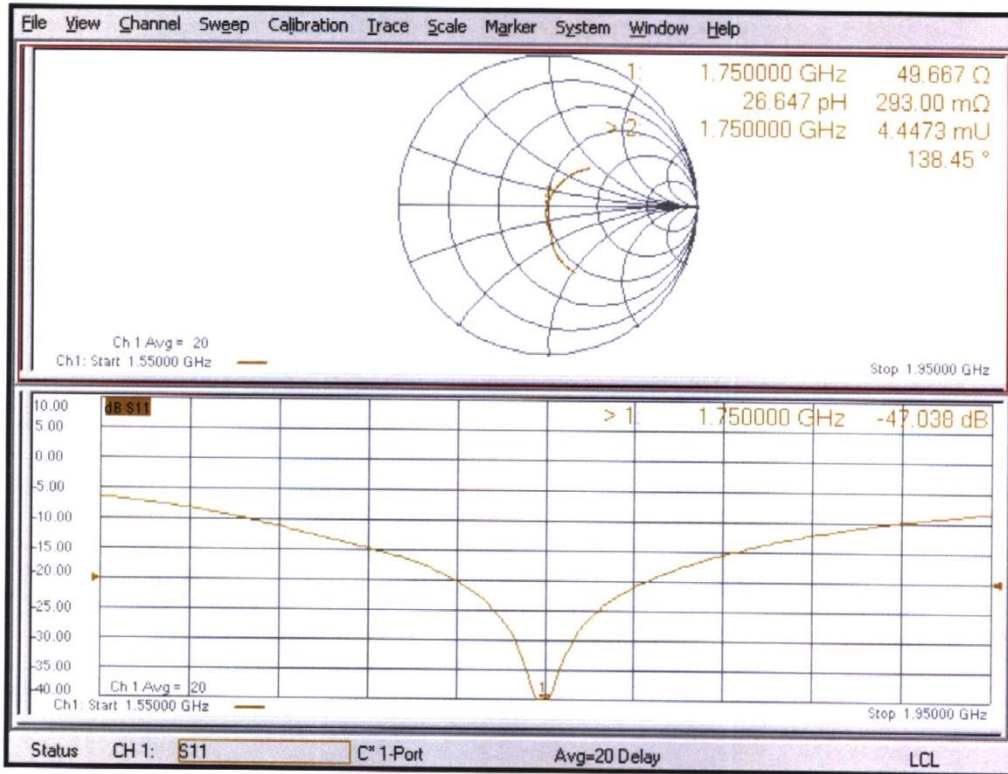 File View Channel Sweep Calibration Trace Scale Marker System Window Help
1: 1.750000 GHz 49.667 Ω
26.647 pH 293.00 mΩ
> 2: 1.750000 GHz 4.4473 mU
138.45 °
Ch 1 Avg = 20
Ch1: Start 1.55000 GHz
Stop 1.95000 GHz
10.00 dB S11 > 1: 1.750000 GHz -47.038 dB
5.00
0.00
-5.00
-10.00
-15.00
-20.00
-25.00
-30.00
-35.00
-40.00
1
Ch 1 Avg = 20
Ch1: Start 1.55000 GHz
Stop 1.95000 GHz
Status CH 1: S11 C* 1-Port Avg=20 Delay LCL